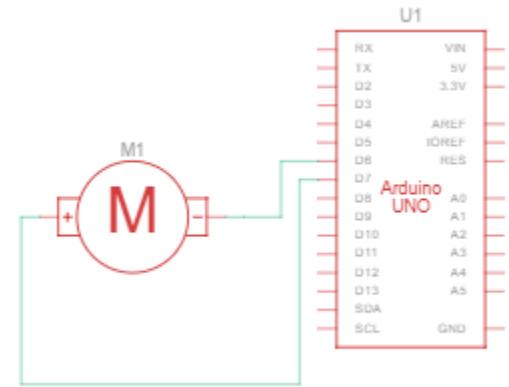 U1
RX VIN
TX 5V
D2 3.3V
D3
D4 AREF
D5 IOREF
D6 RES
D7
Arduino
UNO
D8 A0
D9 A1
D10 A2
D11 A3
D12 A4
D13 A5
SDA
SCL GND
M1
+ M -